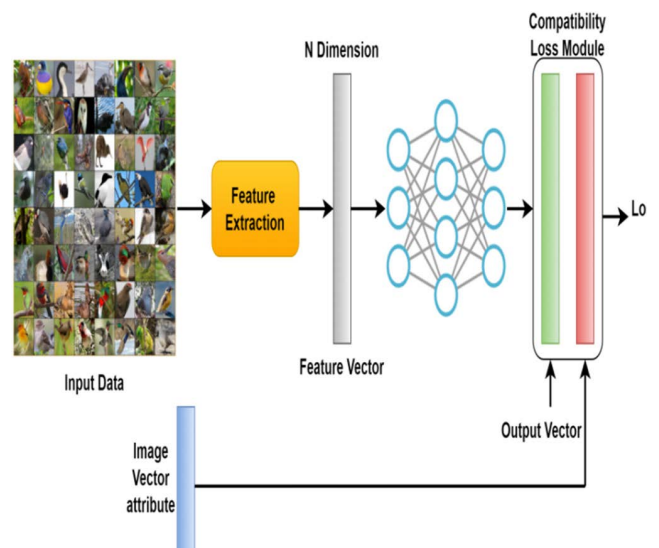 Compatibility
Loss Module
N Dimension
Feature
Extraction
Lo
Feature Vector
Input Data
Output Vector
Image
Vector
attribute